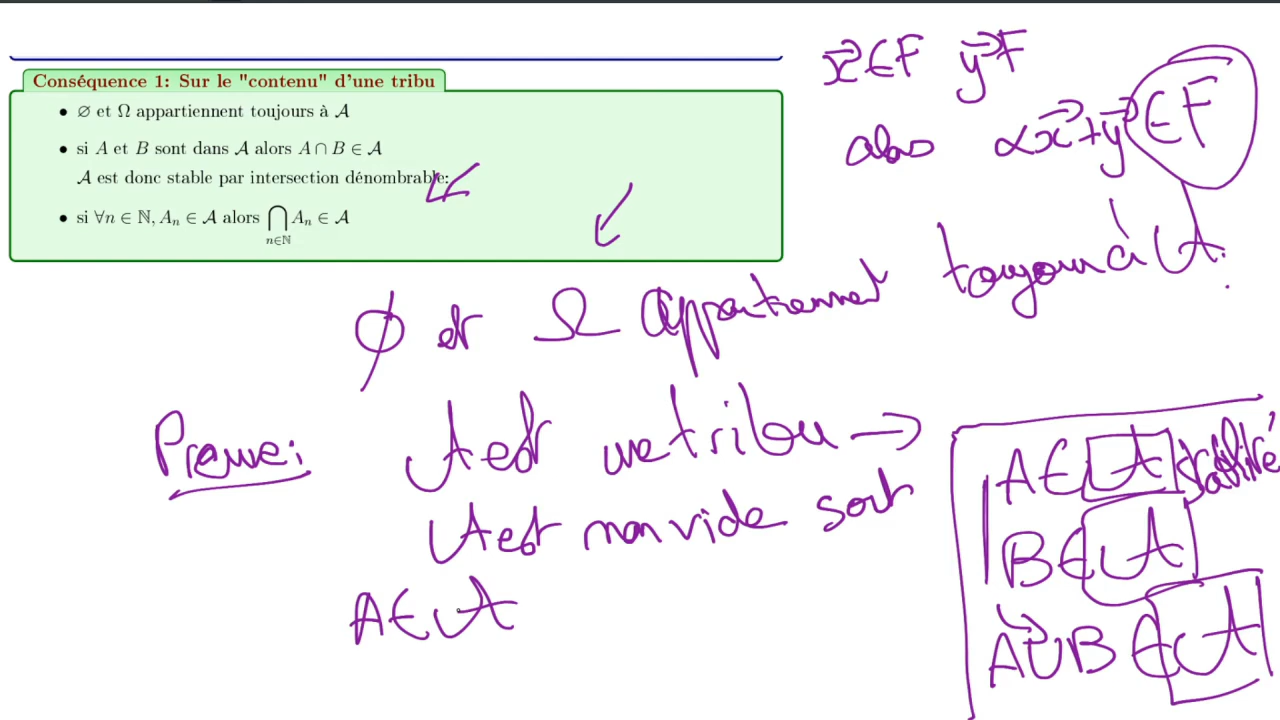 Conséquence 1: Sur le "contenu" d'une tribu
• ∅ et Ω appartiennent toujours à 𝒜
• si A et B sont dans 𝒜 alors A ∩ B ∈ 𝒜
𝒜 est donc stable par intersection dénombrable:
• si ∀n ∈ ℕ, Aₙ ∈ 𝒜 alors ⋂ Aₙ ∈ 𝒜
n∈ℕ
x⃗ ∈ F y⃗ F
alors αx⃗+y⃗ ∈ F
∅ et Ω appartiennent toujours à 𝒜.
Preuve: 𝒜 est une tribu →
𝒜 est non vide soit
A ∈ 𝒜
A ∈ 𝒜 stabilité
B ∈ 𝒜
A ∪ B ∈ 𝒜